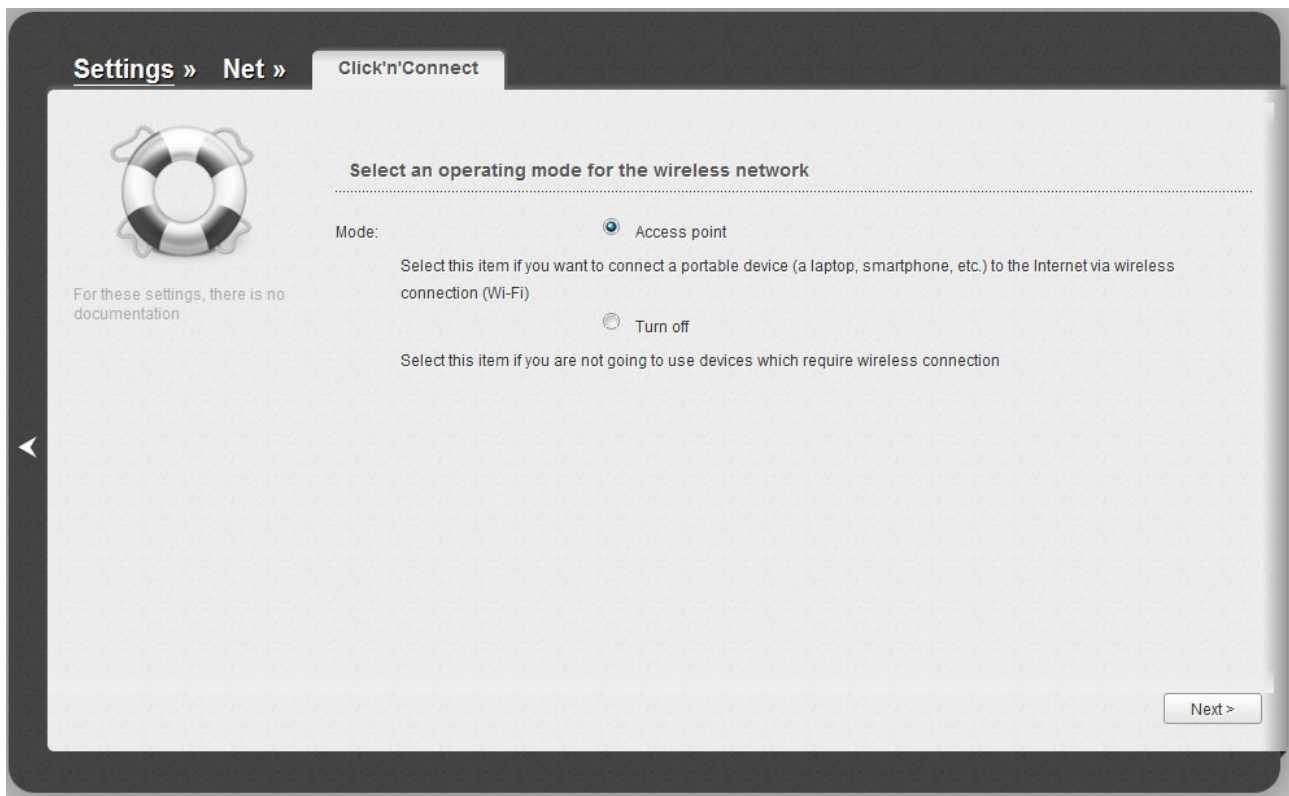 Settings » Net » Click'n'Connect
Select an operating mode for the wireless network
For these settings, there is no
documentation
Mode: Access point
Select this item if you want to connect a portable device (a laptop, smartphone, etc.) to the Internet via wireless
connection (Wi-Fi)
Turn off
Select this item if you are not going to use devices which require wireless connection
Next >